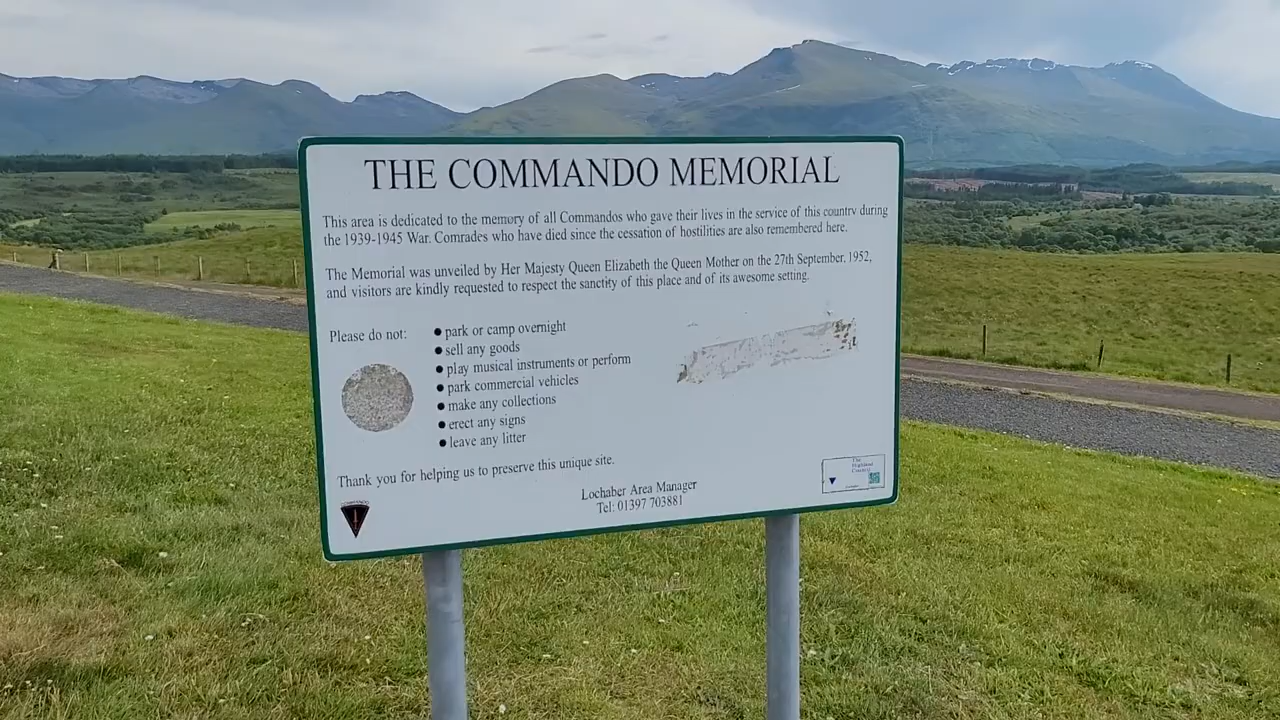 THE COMMANDO MEMORIAL
This area is dedicated to the memory of all Commandos who gave their lives in the service of this country during
the 1939-1945 War. Comrades who have died since the cessation of hostilities are also remembered here.
The Memorial was unveiled by Her Majesty Queen Elizabeth the Queen Mother on the 27th September, 1952,
and visitors are kindly requested to respect the sanctity of this place and of its awesome setting.
Please do not:
• park or camp overnight
• sell any goods
• play musical instruments or perform
• park commercial vehicles
• make any collections
• erect any signs
• leave any litter
Thank you for helping us to preserve this unique site.
COMMANDO
Lochaber Area Manager
Tel: 01397 703881
The
Highland
Council